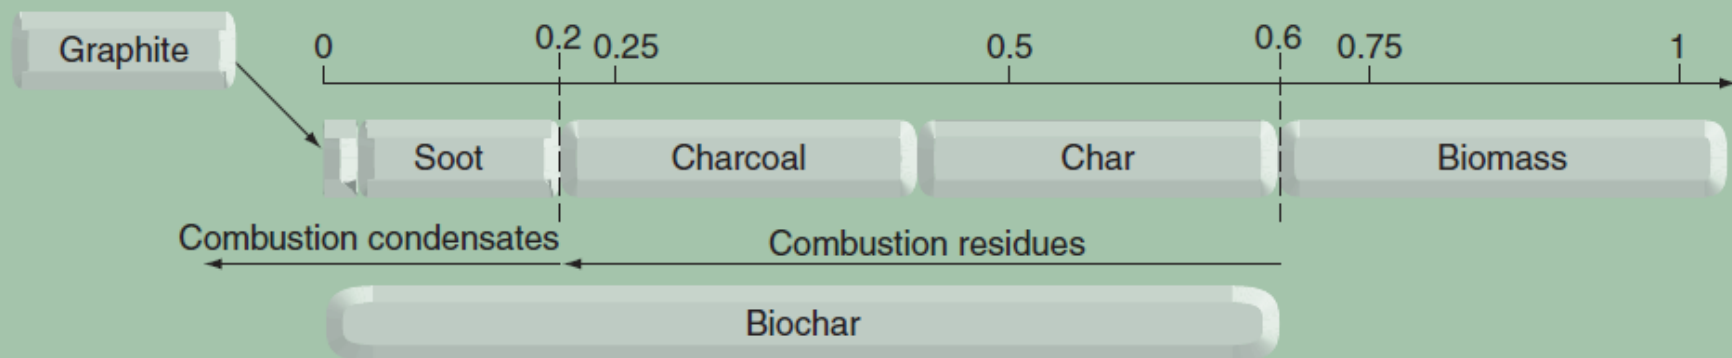 Graphite
0 0.2 0.25 0.5 0.6 0.75 1
Soot Charcoal Char Biomass
Combustion condensates Combustion residues
Biochar